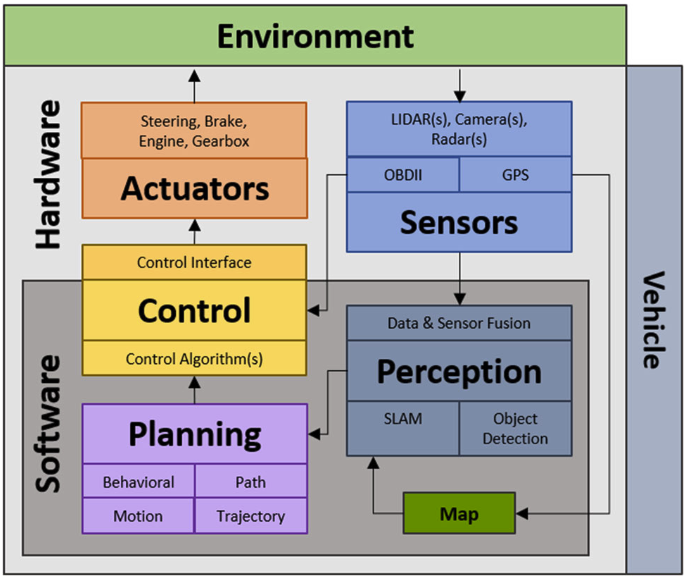 Environment
Hardware
Steering, Brake,
Engine, Gearbox
Actuators
LIDAR(s), Camera(s),
Radar(s)
OBDII
GPS
Sensors
Control Interface
Control
Control Algorithm(s)
Software
Data & Sensor Fusion
Perception
SLAM
Object
Detection
Planning
Behavioral
Path
Motion
Trajectory
Map
Vehicle